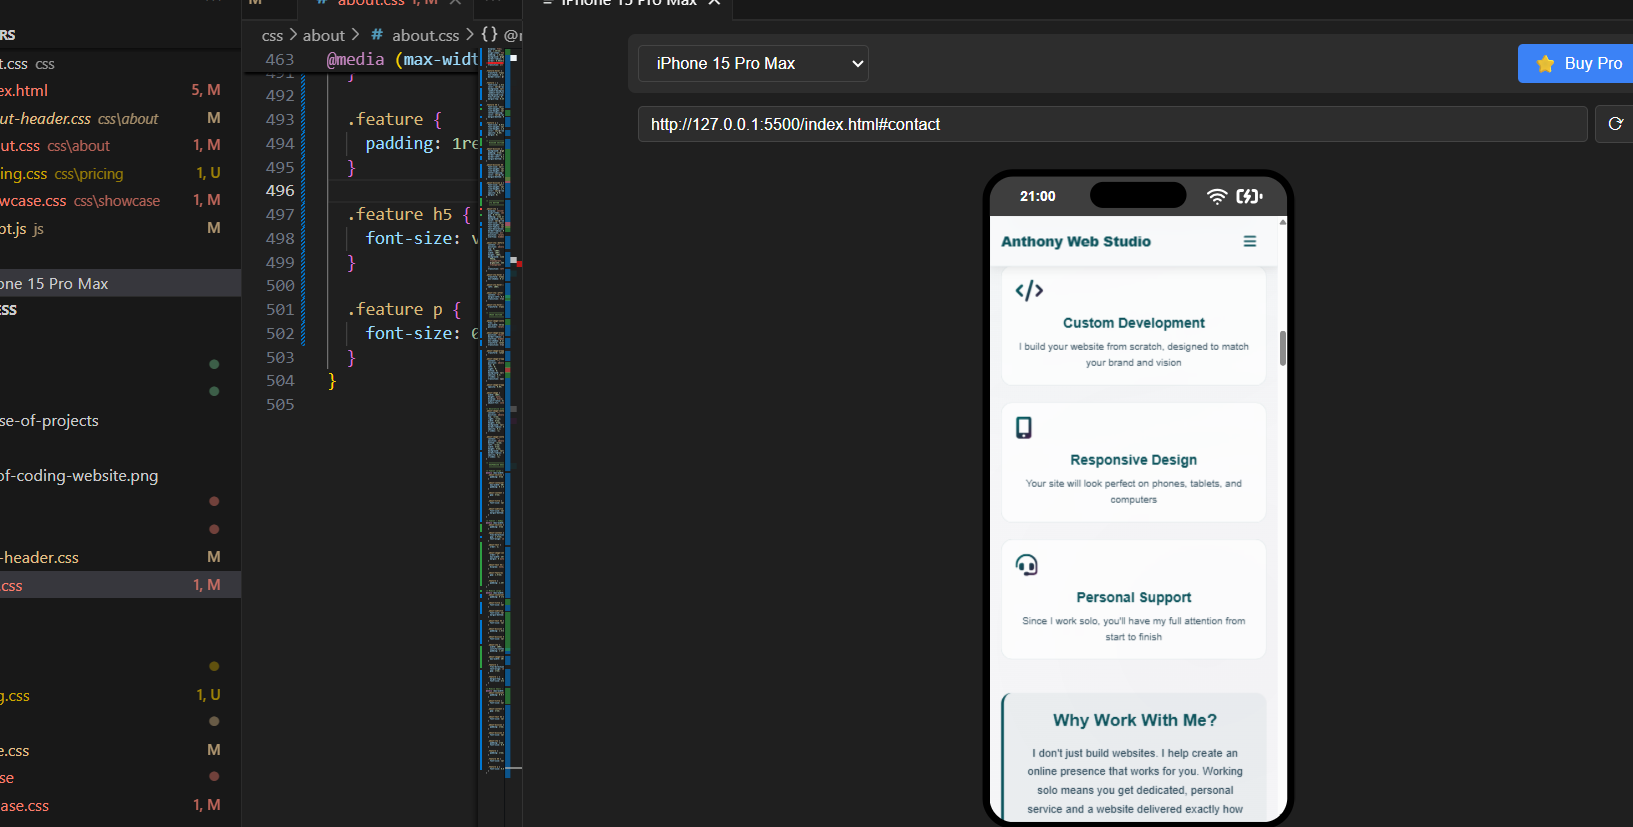 RS
t.css css
ex.html 5, M
ut-header.css css\about M
ut.css css\about 1, M
ing.css css\pricing 1, U
wcase.css css\showcase 1, M
pt.js js M
one 15 Pro Max
ESS
se-of-projects
of-coding-website.png
-header.css M
.css 1, M
g.css 1, U
e.css M
se
ase.css 1, M
M
# about.css 1, M
css > about > # about.css > {} @r
463 @media (max-widt
491 }
492
493 .feature {
494 padding: 1re
495 }
496
497 .feature h5 {
498 font-size: v
499 }
500
501 .feature p {
502 font-size: 0
503 }
504 }
505
iPhone 15 Pro Max
iPhone 15 Pro Max
Buy Pro
http://127.0.0.1:5500/index.html#contact
21:00
Anthony Web Studio
</>
Custom Development
I build your website from scratch, designed to match
your brand and vision
Responsive Design
Your site will look perfect on phones, tablets, and
computers
Personal Support
Since I work solo, you'll have my full attention from
start to finish
Why Work With Me?
I don't just build websites. I help create an
online presence that works for you. Working
solo means you get dedicated, personal
service and a website delivered exactly how